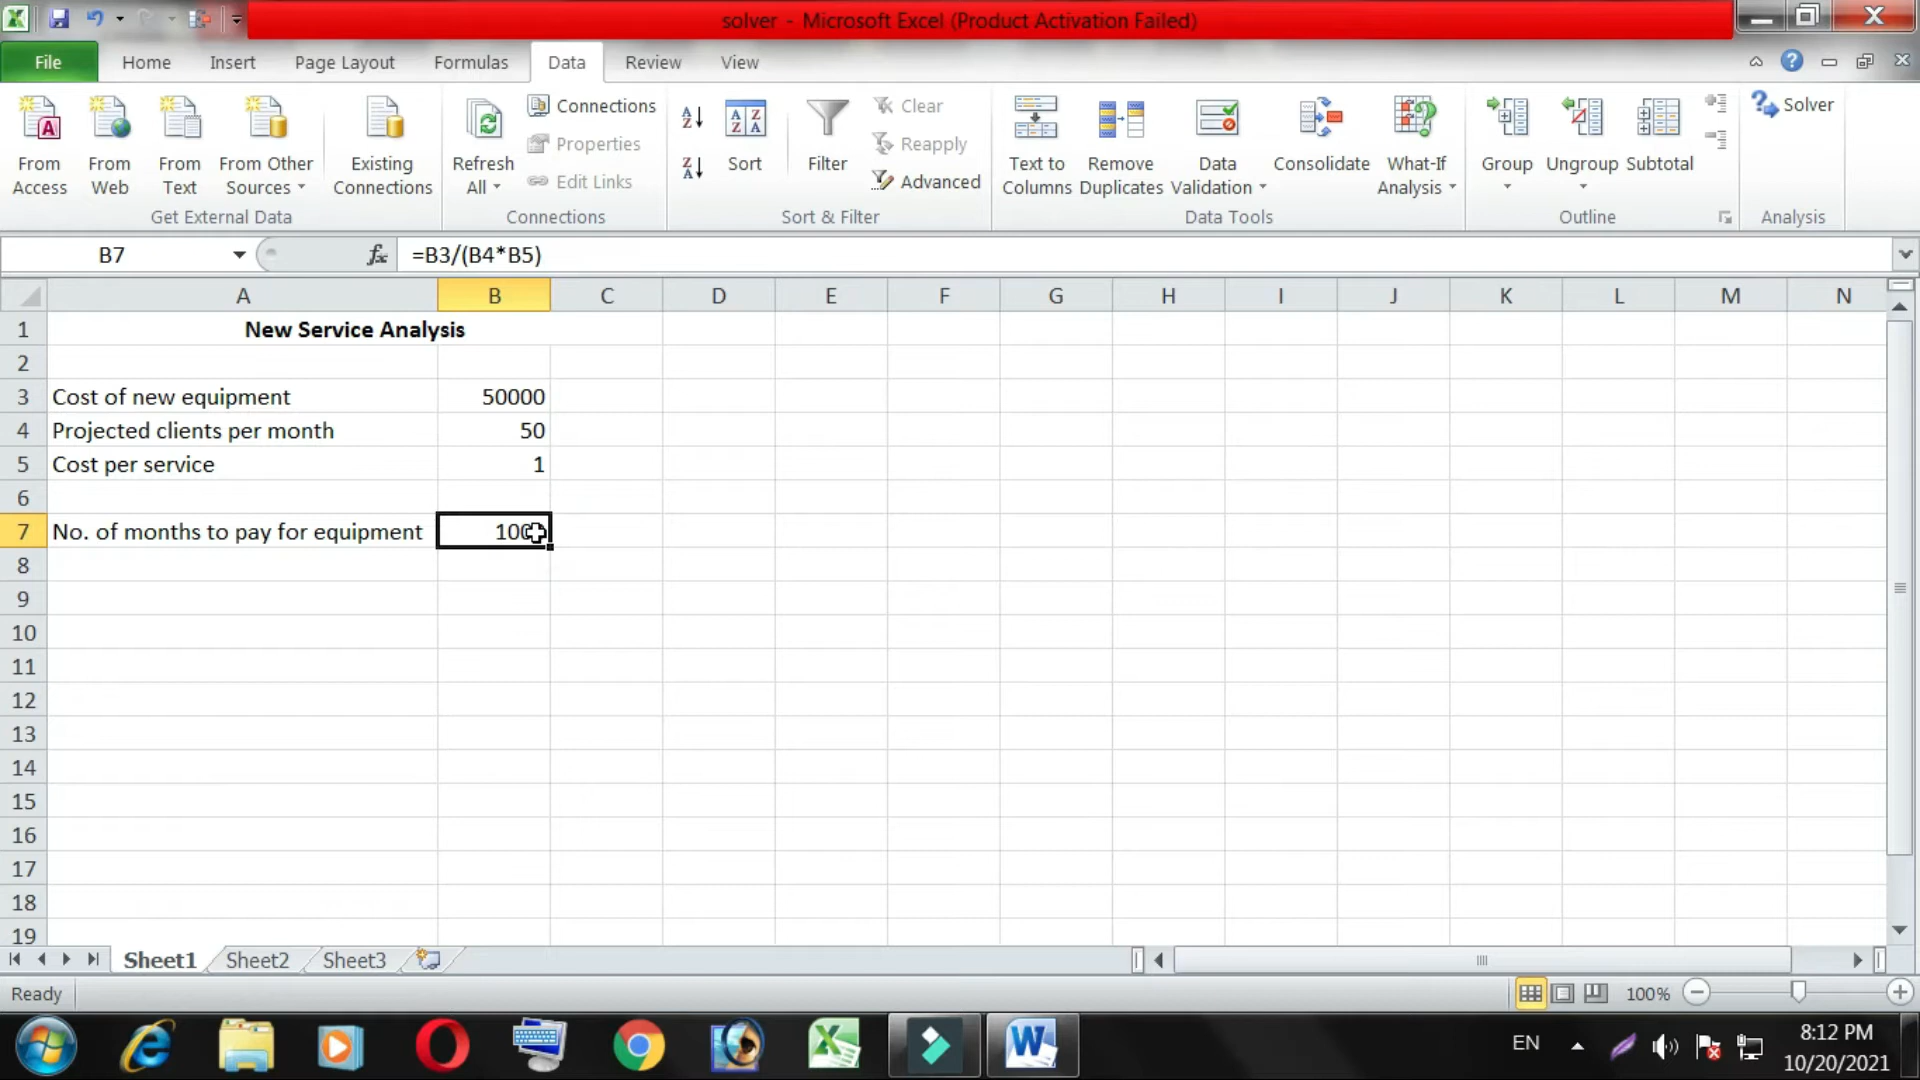 solver - Microsoft Excel (Product Activation Failed)
File Home Insert Page Layout Formulas Data Review View
From Access
From Web
From Text
From Other Sources
Existing Connections
Get External Data
Refresh All
Connections
Properties
Edit Links
Connections
Sort
Filter
Clear
Reapply
Advanced
Sort & Filter
Text to Columns
Remove Duplicates
Data Validation
Consolidate
What-If Analysis
Data Tools
Group
Ungroup
Subtotal
Outline
Solver
Analysis
B7 fx =B3/(B4*B5)
A B C D E F G H I J K L M N
1 New Service Analysis
2
3 Cost of new equipment 50000
4 Projected clients per month 50
5 Cost per service 1
6
7 No. of months to pay for equipment
8
9
10
11
12
13
14
15
16
17
18
19
Sheet1 Sheet2 Sheet3
Ready 100%
EN 8:12 PM
10/20/2021